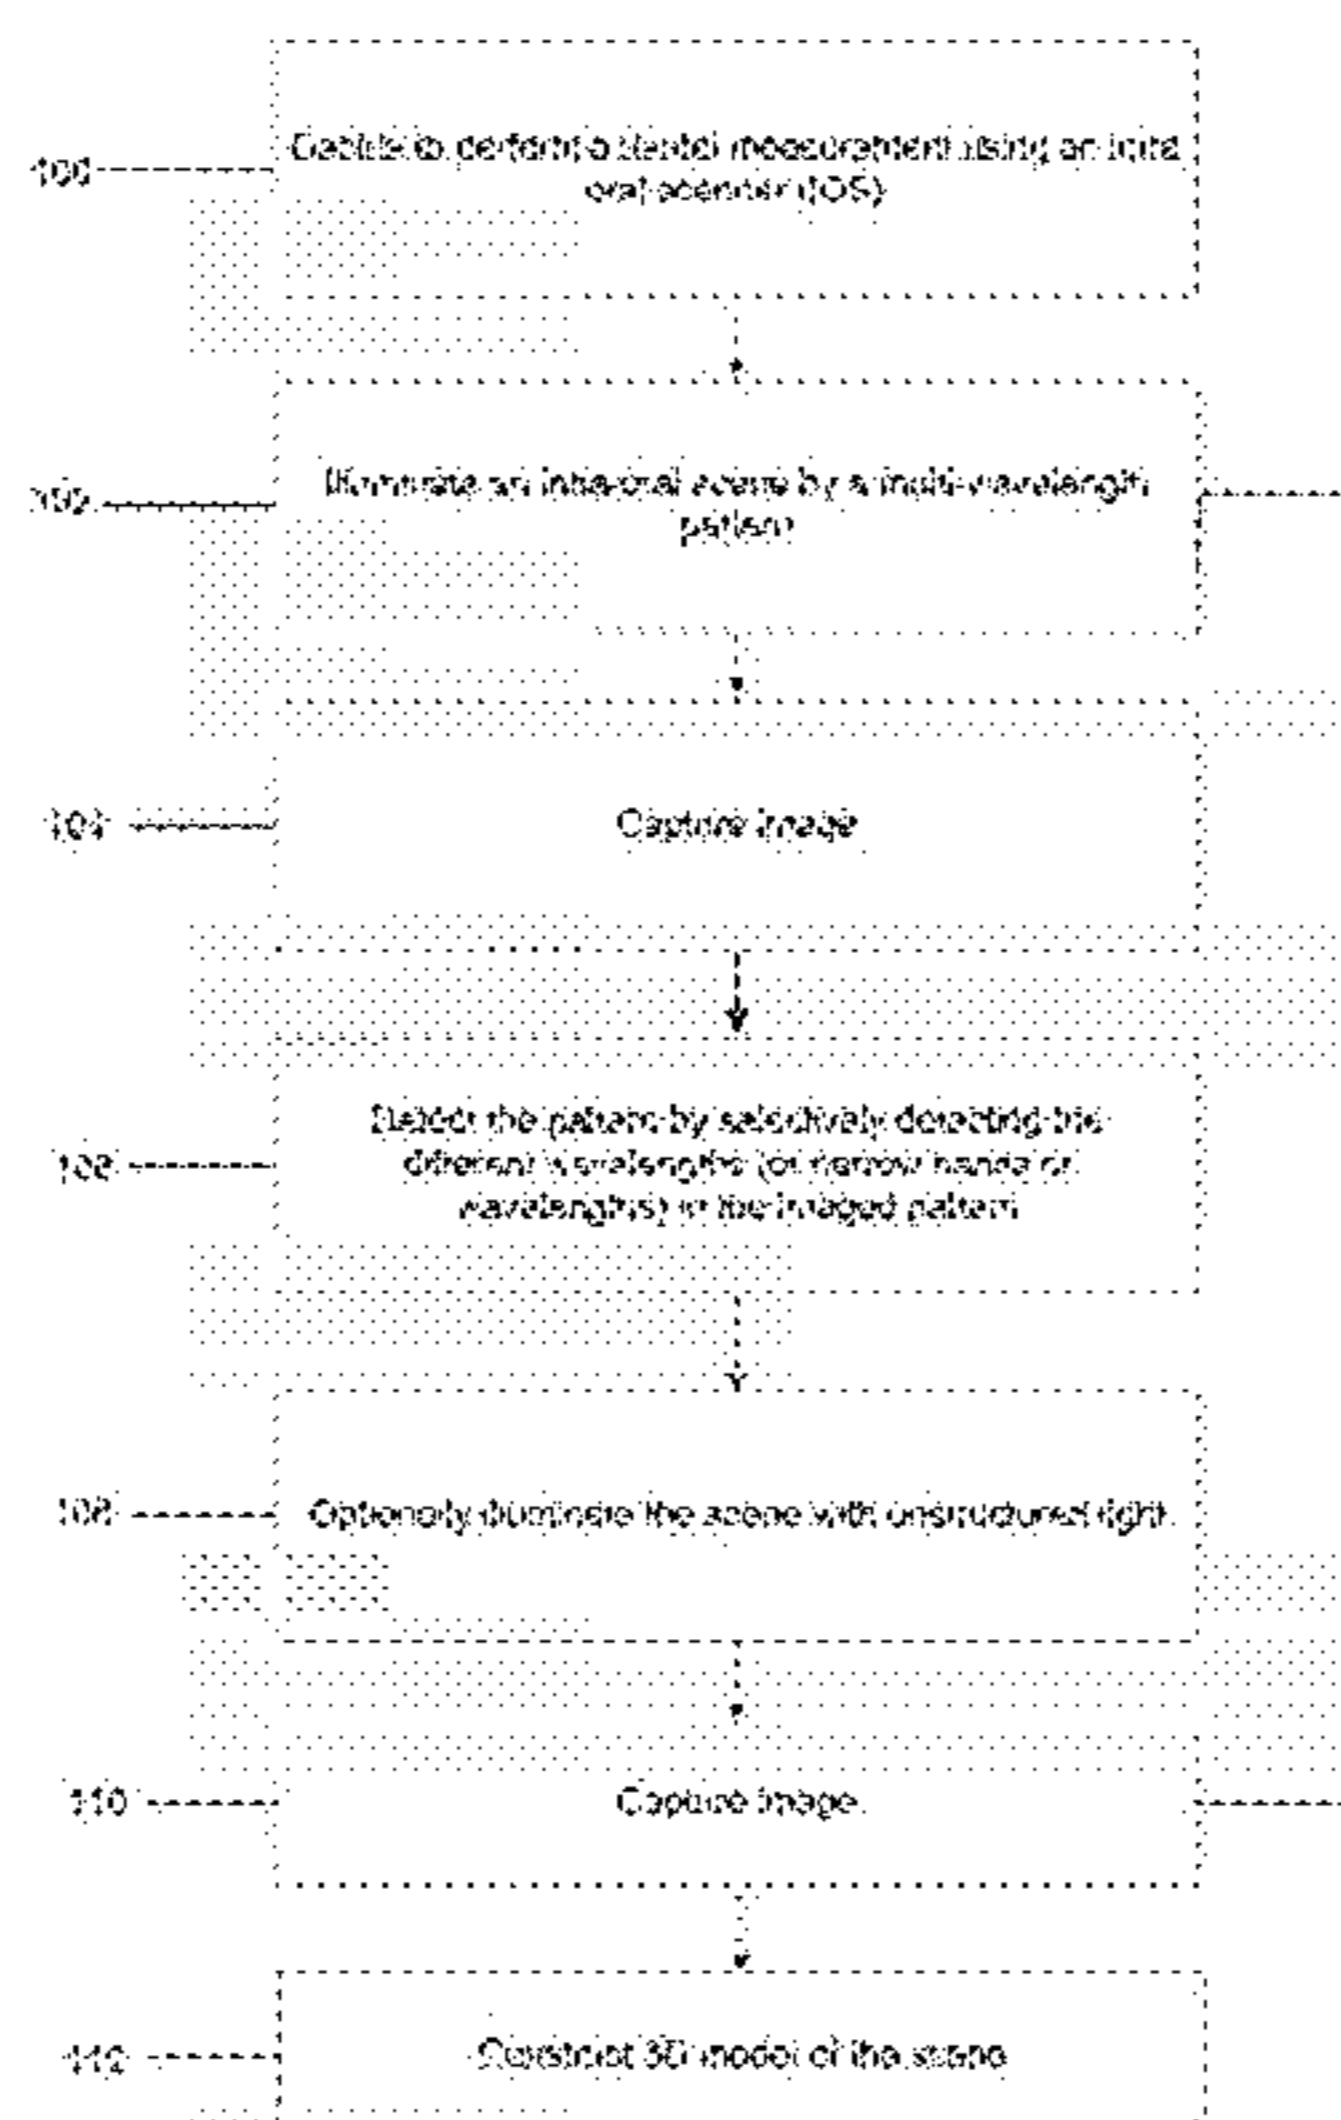 100
Decide to perform a dental measurement using an intra
oral scanner (IOS)
102
Illuminate an intra-oral scene by a multi-wavelength
pattern
104
Capture image
106
Detect the pattern by selectively detecting the
different wavelengths (or narrow bands of
wavelengths) in the imaged pattern
108
Optionally illuminate the scene with unstructured light
110
Capture image
112
Construct 3D model of the scene